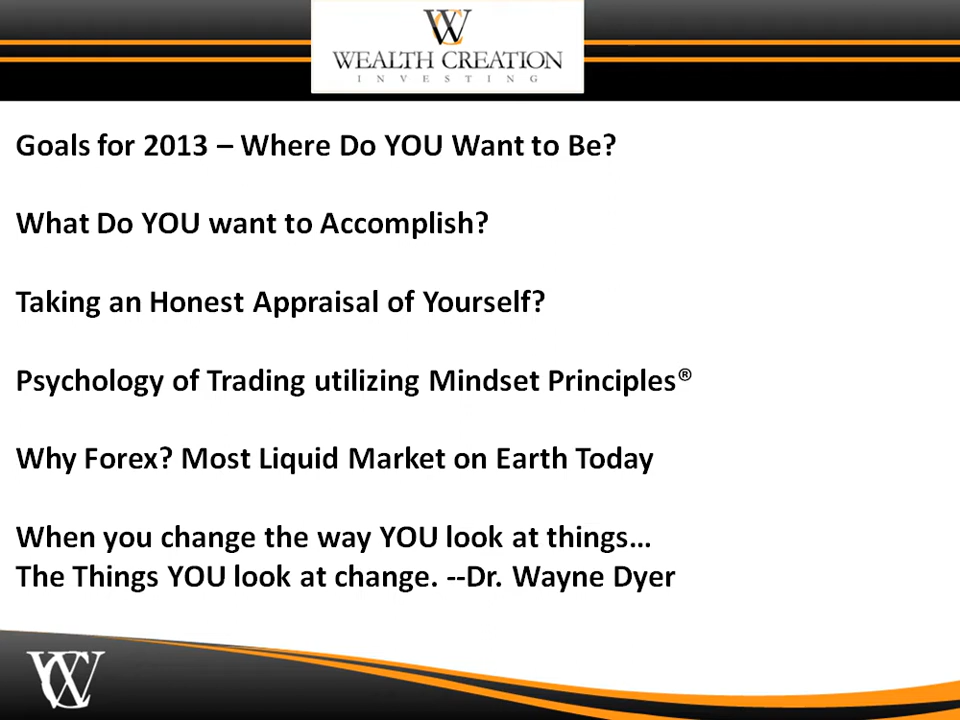 WC
WEALTH CREATION
INVESTING
Goals for 2013 – Where Do YOU Want to Be?
What Do YOU want to Accomplish?
Taking an Honest Appraisal of Yourself?
Psychology of Trading utilizing Mindset Principles®
Why Forex? Most Liquid Market on Earth Today
When you change the way YOU look at things...
The Things YOU look at change. --Dr. Wayne Dyer
WC